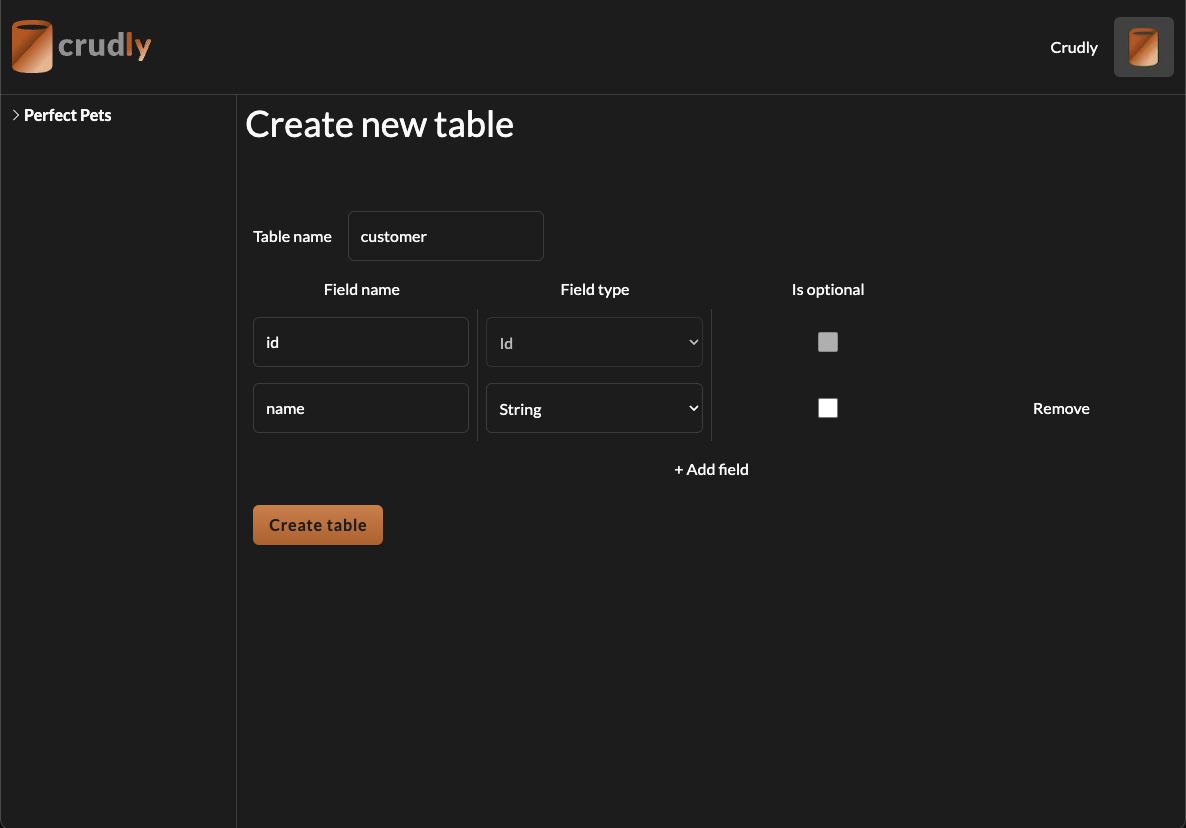 crudly
Crudly
Perfect Pets
Create new table
Table name customer
Field name Field type Is optional
id Id
name String Remove
+ Add field
Create table